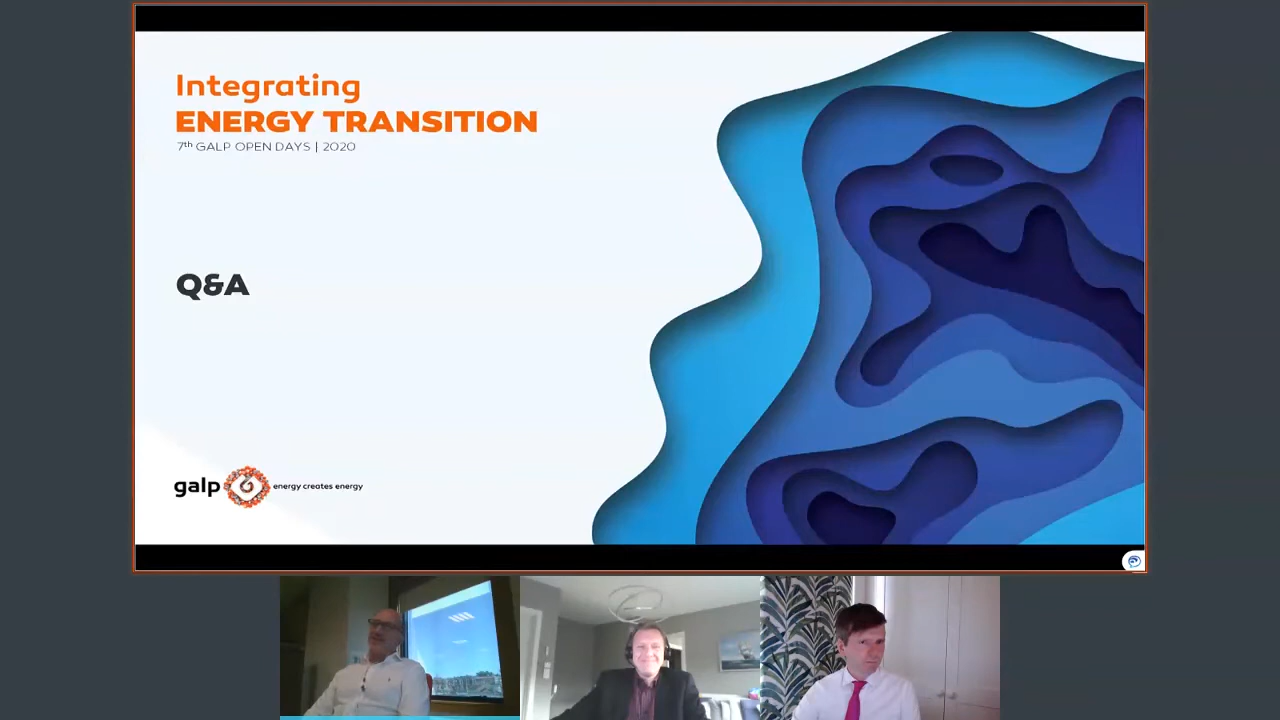 Integrating
ENERGY TRANSITION
7th GALP OPEN DAYS | 2020
Q&A
galp energy creates energy